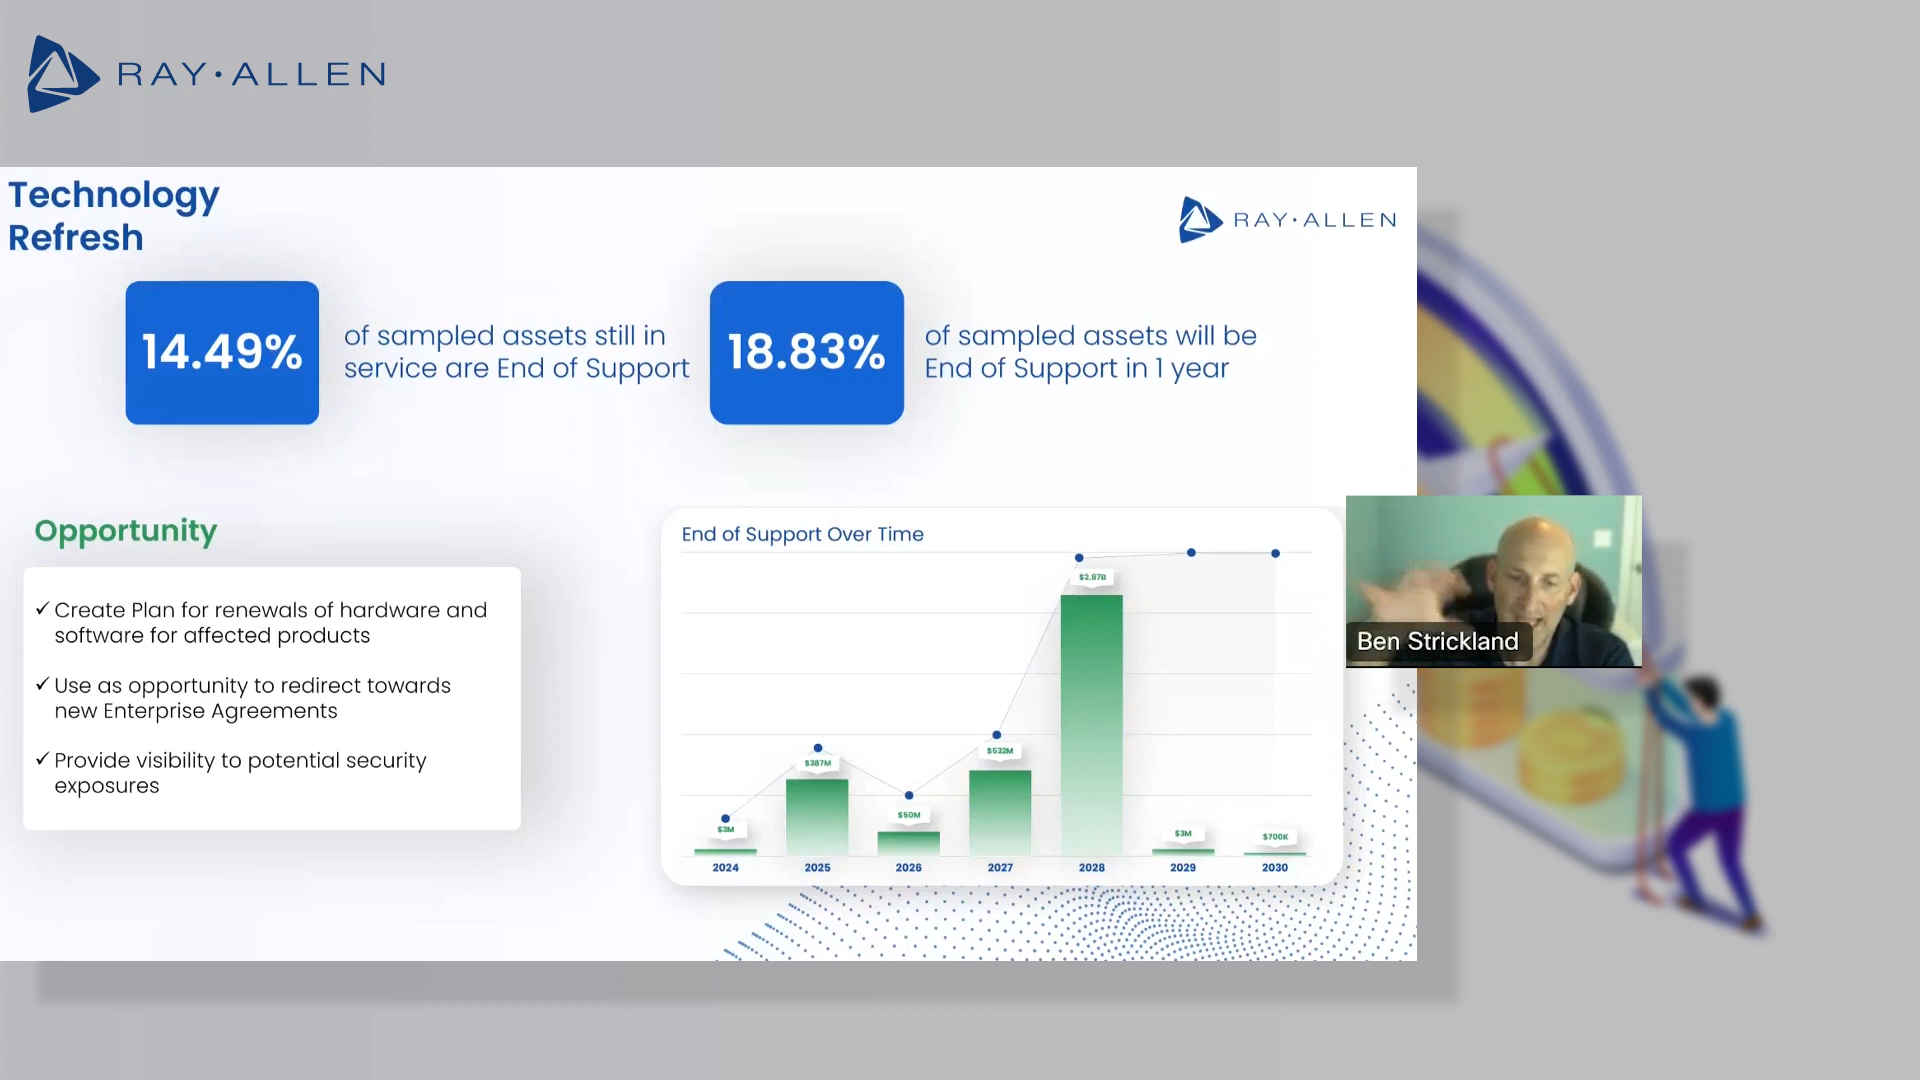 RAY·ALLEN
Technology
Refresh
RAY·ALLEN
14.49%
of sampled assets still in
service are End of Support
18.83%
of sampled assets will be
End of Support in 1 year
Opportunity
✓ Create Plan for renewals of hardware and
software for affected products
✓ Use as opportunity to redirect towards
new Enterprise Agreements
✓ Provide visibility to potential security
exposures
End of Support Over Time
$3M
$387M
$50M
$532M
$2.87B
$3M
$700K
2024 2025 2026 2027 2028 2029 2030
Ben Strickland